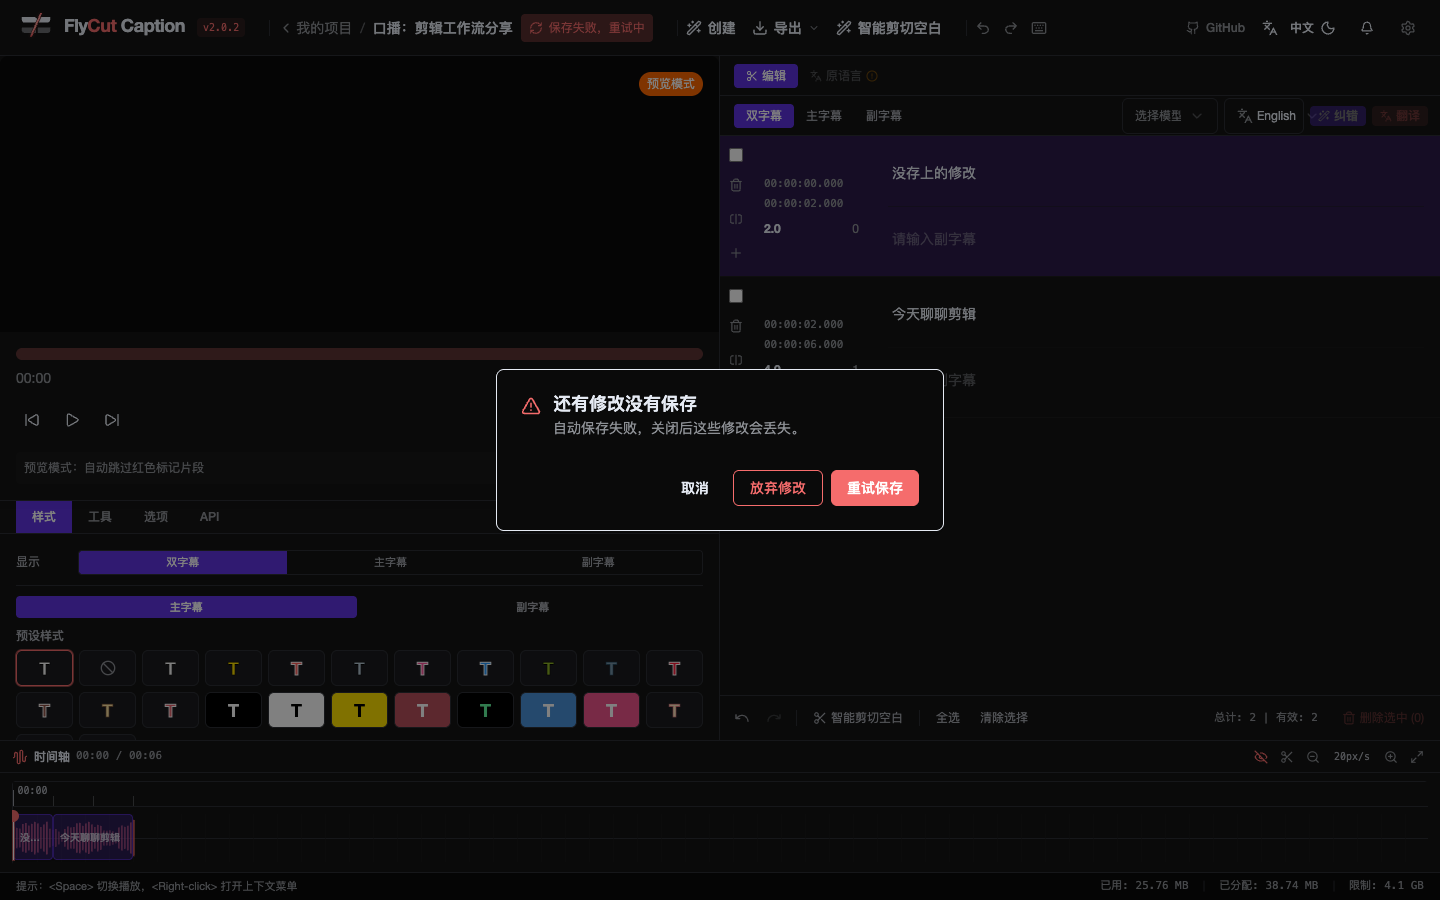 FlyCut Caption v2.0.2 我的项目 / 口播：剪辑工作流分享 保存失败，重试中 创建 导出 智能剪切空白 GitHub 中文
预览模式
编辑 原语言
双字幕 主字幕 副字幕 选择模型 English 纠错 翻译
没存上的修改
00:00:00.000
00:00:02.000
2.0 0
请输入副字幕
今天聊聊剪辑
00:00:02.000
00:00:06.000
00:00
还有修改没有保存
自动保存失败，关闭后这些修改会丢失。
取消 放弃修改 重试保存
预览模式：自动跳过红色标记片段
样式 工具 选项 API
显示 双字幕 主字幕 副字幕
主字幕 副字幕
预设样式
T T T T T T T T T T
T T T T T T T T T T T
智能剪切空白 全选 清除选择 总计: 2 | 有效: 2 删除选中 (0)
时间轴 00:00 / 00:06 20px/s
00:00
没... 今天聊聊剪辑
提示：<Space> 切换播放，<Right-click> 打开上下文菜单 已用: 25.76 MB 已分配: 38.74 MB 限制: 4.1 GB